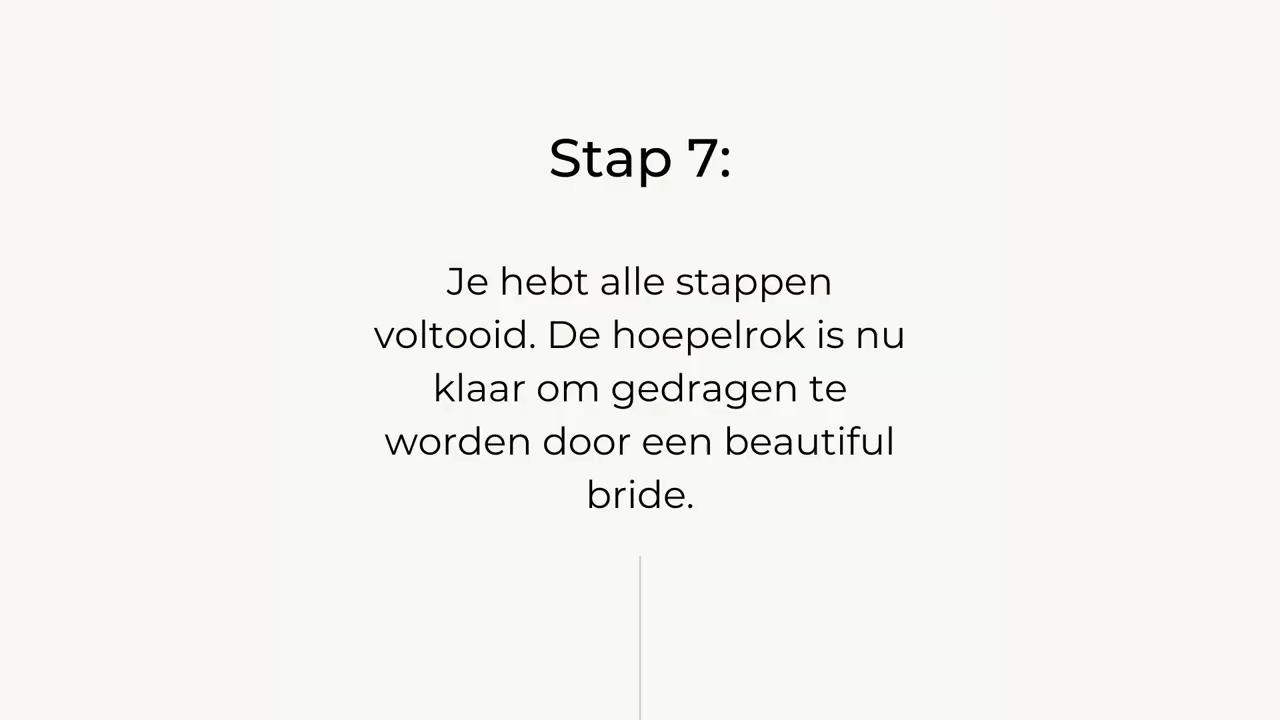 Stap 7:
Je hebt alle stappen
voltooid. De hoepelrok is nu
klaar om gedragen te
worden door een beautiful
bride.